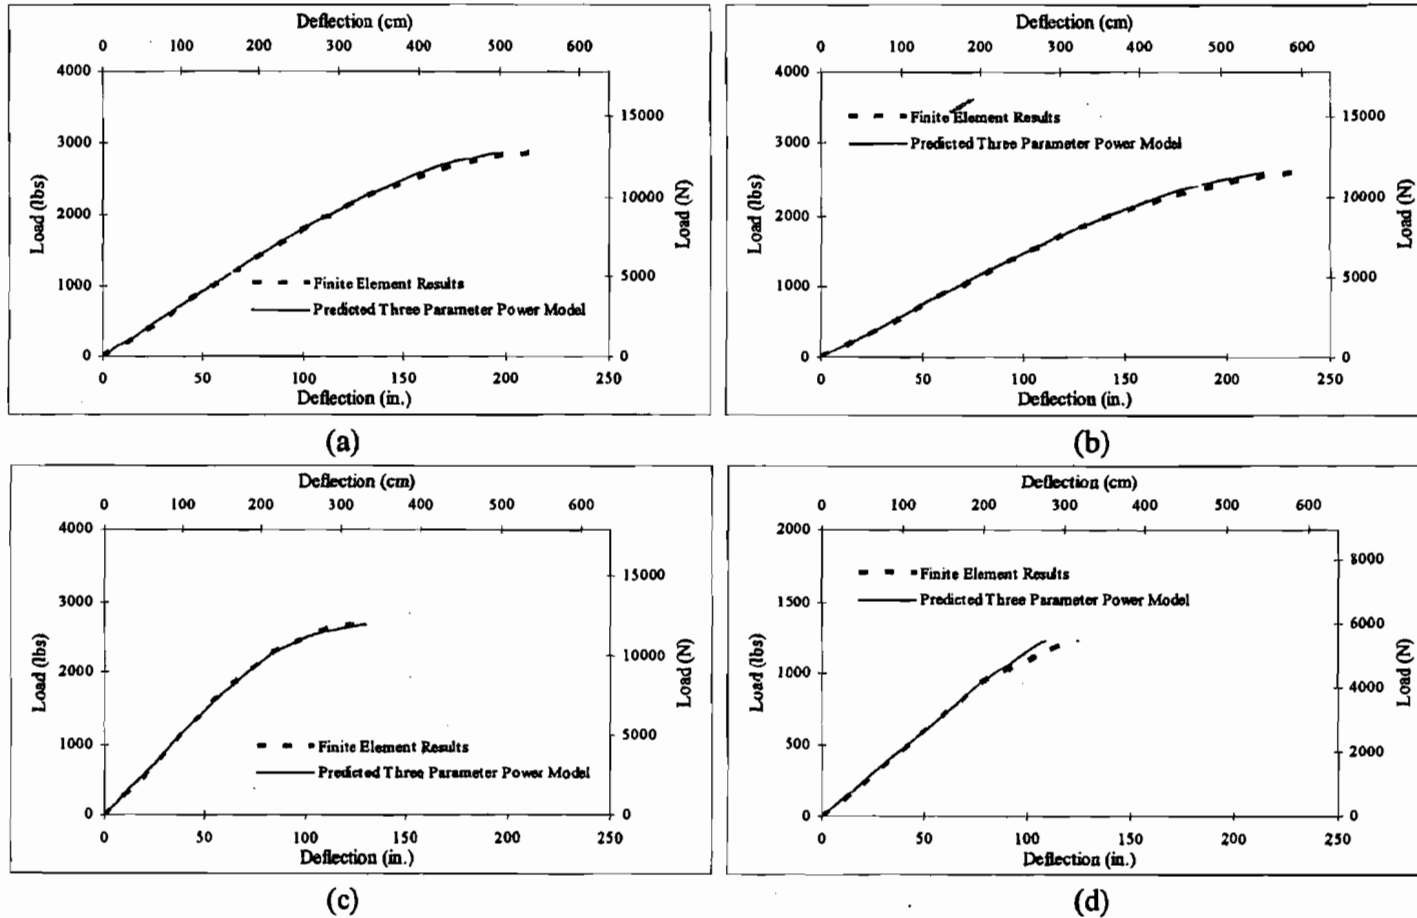 Deflection (cm)
0 100 200 300 400 500 600
4000
3000
2000
1000
0
Load (lbs)
15000
10000
5000
0
Load (N)
Finite Element Results
Predicted Three Parameter Power Model
0 50 100 150 200 250
Deflection (in.)
(a)
Deflection (cm)
0 100 200 300 400 500 600
4000
3000
2000
1000
0
Load (lbs)
15000
10000
5000
0
Load (N)
Finite Element Results
Predicted Three Parameter Power Model
0 50 100 150 200 250
Deflection (in.)
(b)
Deflection (cm)
0 100 200 300 400 500 600
4000
3000
2000
1000
0
Load (lbs)
15000
10000
5000
0
Load (N)
Finite Element Results
Predicted Three Parameter Power Model
0 50 100 150 200 250
Deflection (in.)
(c)
Deflection (cm)
0 100 200 300 400 500 600
2000
1500
1000
500
0
Load (lbs)
8000
6000
4000
2000
0
Load (N)
Finite Element Results
Predicted Three Parameter Power Model
0 50 100 150 200 250
Deflection (in.)
(d)